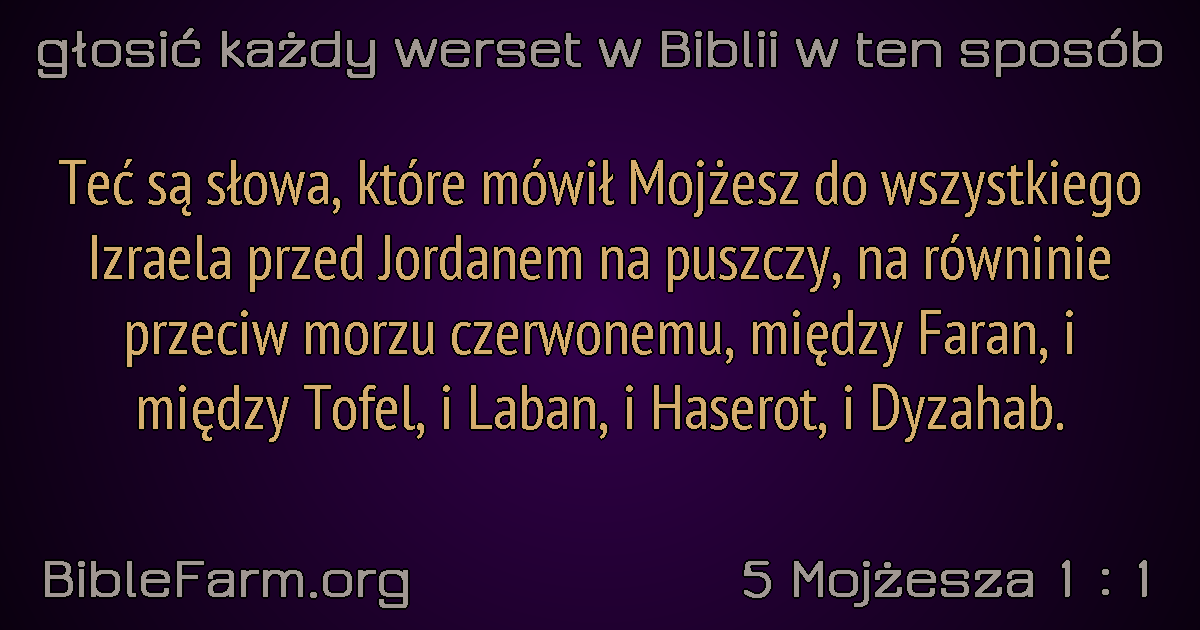 głosić każdy werset w Biblii w ten sposób
Teć są słowa, które mówił Mojżesz do wszystkiego
Izraela przed Jordanem na puszczy, na równinie
przeciw morzu czerwonemu, między Faran, i
między Tofel, i Laban, i Haserot, i Dyzahab.
BibleFarm.org
5 Mojżesza 1 : 1